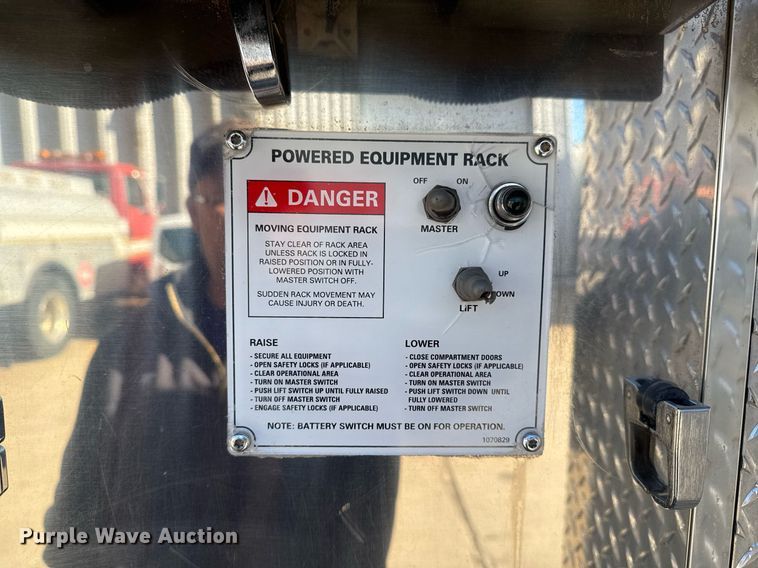 POWERED EQUIPMENT RACK
DANGER
MOVING EQUIPMENT RACK
STAY CLEAR OF RACK AREA
UNLESS RACK IS LOCKED IN
RAISED POSITION OR IN FULLY-
LOWERED POSITION WITH
MASTER SWITCH OFF.
SUDDEN RACK MOVEMENT MAY
CAUSE INJURY OR DEATH.
OFF ON
MASTER
UP
DOWN
LIFT
RAISE
- SECURE ALL EQUIPMENT
- OPEN SAFETY LOCKS (IF APPLICABLE)
- CLEAR OPERATIONAL AREA
- TURN ON MASTER SWITCH
- PUSH LIFT SWITCH UP UNTIL FULLY RAISED
- TURN OFF MASTER SWITCH
- ENGAGE SAFETY LOCKS (IF APPLICABLE)
LOWER
- CLOSE COMPARTMENT DOORS
- OPEN SAFETY LOCKS (IF APPLICABLE)
- CLEAR OPERATIONAL AREA
- TURN ON MASTER SWITCH
- PUSH LIFT SWITCH DOWN UNTIL
FULLY LOWERED
- TURN OFF MASTER SWITCH
NOTE: BATTERY SWITCH MUST BE ON FOR OPERATION.
1070829
Purple Wave Auction